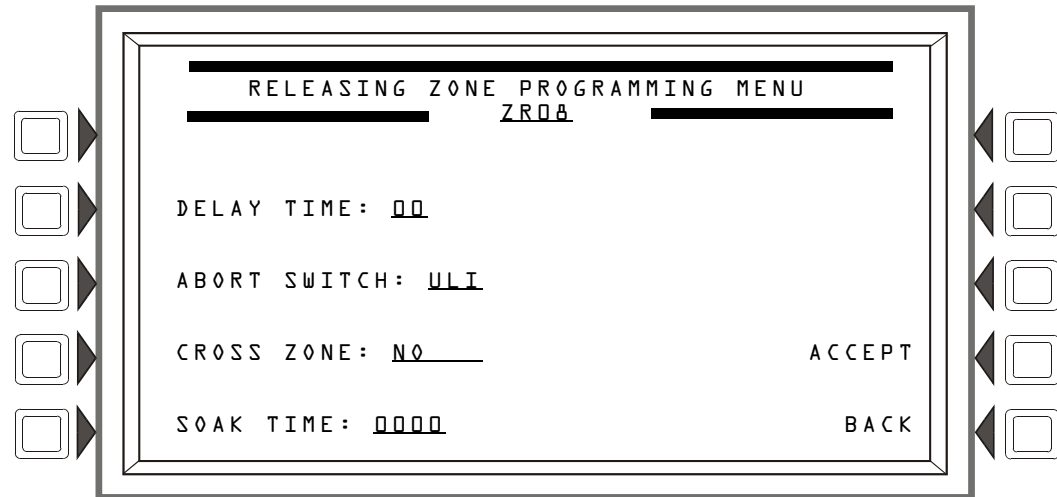 RELEASING ZONE PROGRAMMING MENU
ZR08
DELAY TIME: 00
ABORT SWITCH: ULI
CROSS ZONE: NO
ACCEPT
SOAK TIME: 0000
BACK